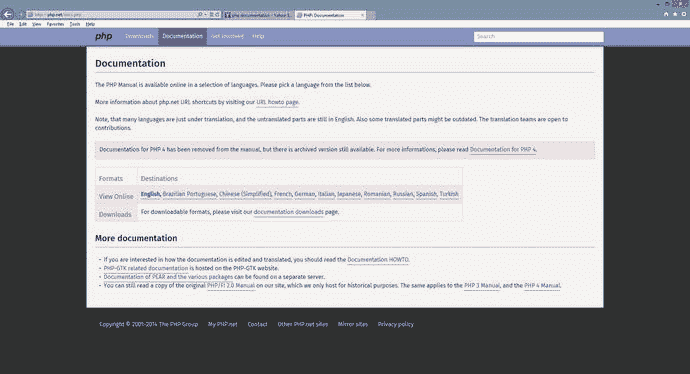 http://php.net/docs.php
php documentation - Yahoo S...
PHP: Documentation
File Edit View Favorites Tools Help
php Downloads Documentation Get Involved Help Search
Documentation
The PHP Manual is available online in a selection of languages. Please pick a language from the list below.
More information about php.net URL shortcuts by visiting our URL howto page.
Note, that many languages are just under translation, and the untranslated parts are still in English. Also some translated parts might be outdated. The translation teams are open to
contributions.
Documentation for PHP 4 has been removed from the manual, but there is archived version still available. For more informations, please read Documentation for PHP 4.
Formats Destinations
View Online English, Brazilian Portuguese, Chinese (Simplified), French, German, Italian, Japanese, Romanian, Russian, Spanish, Turkish
Downloads For downloadable formats, please visit our documentation downloads page.
More documentation
• If you are interested in how the documentation is edited and translated, you should read the Documentation HOWTO.
• PHP-GTK related documentation is hosted on the PHP-GTK website.
• Documentation of PEAR and the various packages can be found on a separate server.
• You can still read a copy of the original PHP/FI 2.0 Manual on our site, which we only host for historical purposes. The same applies to the PHP 3 Manual, and the PHP 4 Manual.
Copyright © 2001-2014 The PHP Group My PHP.net Contact Other PHP.net sites Mirror sites Privacy policy